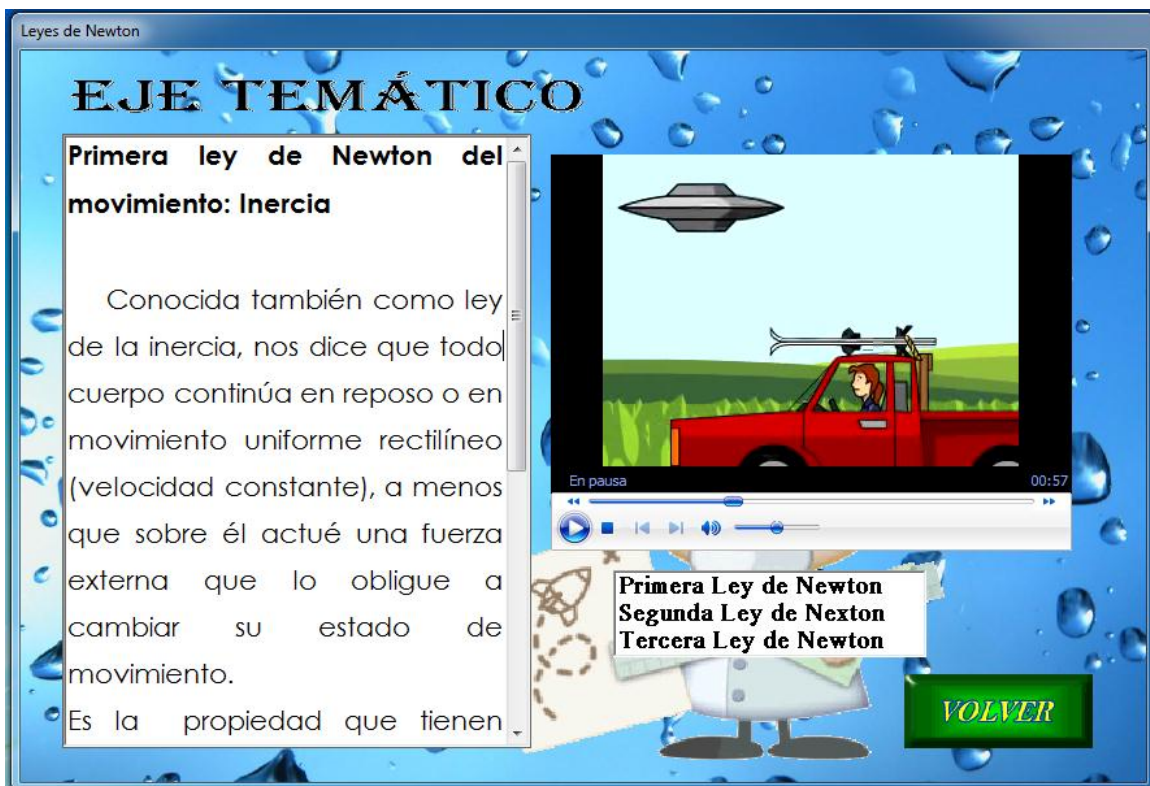 Leyes de Newton
EJE TEMÁTICO
Primera ley de Newton del
movimiento: Inercia
Conocida también como ley
de la inercia, nos dice que todo
cuerpo continúa en reposo o en
movimiento uniforme rectilíneo
(velocidad constante), a menos
que sobre él actué una fuerza
externa que lo obligue a
cambiar su estado de
movimiento.
Es la propiedad que tienen
En pausa
00:57
Primera Ley de Newton
Segunda Ley de Nexton
Tercera Ley de Newton
VOLVER